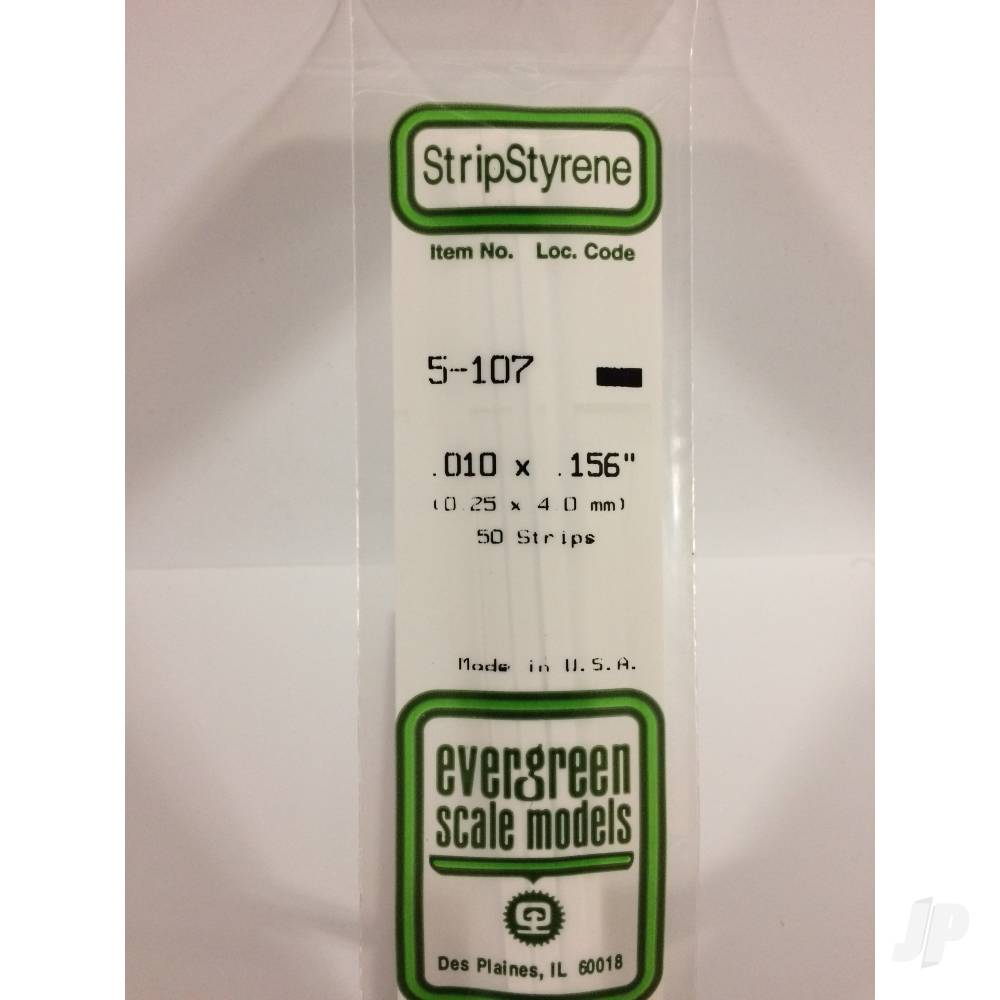 StripStyrene
Item No. Loc. Code
5-107
.010 x .156"
(0.25 x 4.0 mm)
50 Strips
Made in U.S.A.
evergreen
scale models
Des Plaines, IL 60018
JP